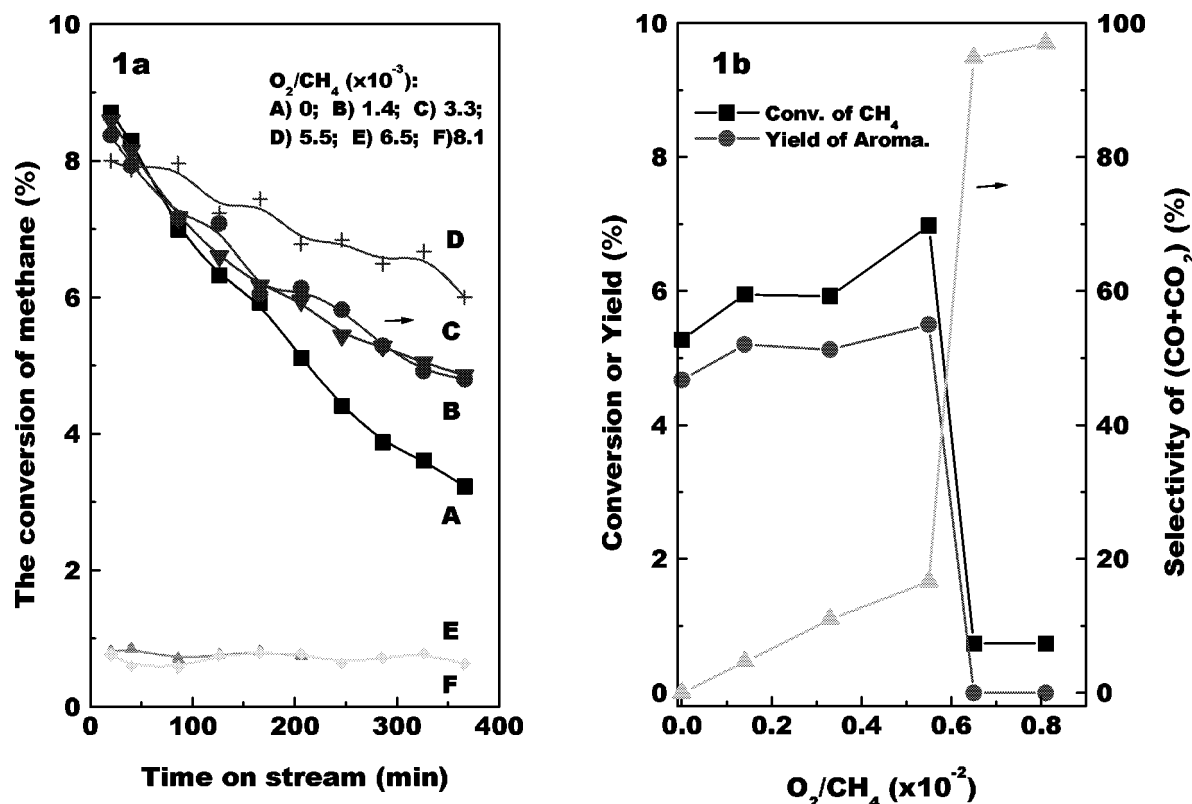 1a
O2/CH4 (x10-3):
A) 0; B) 1.4; C) 3.3;
D) 5.5; E) 6.5; F)8.1
The conversion of methane (%)
10
8
6
4
2
0
D
C
B
A
E
F
0 100 200 300 400
Time on stream (min)
1b
Conv. of CH4
Yield of Aroma.
Conversion or Yield (%)
10
8
6
4
2
0
100
80
60
40
20
0
Selectivity of (CO+CO2) (%)
0.0 0.2 0.4 0.6 0.8
O2/CH4 (x10-2)